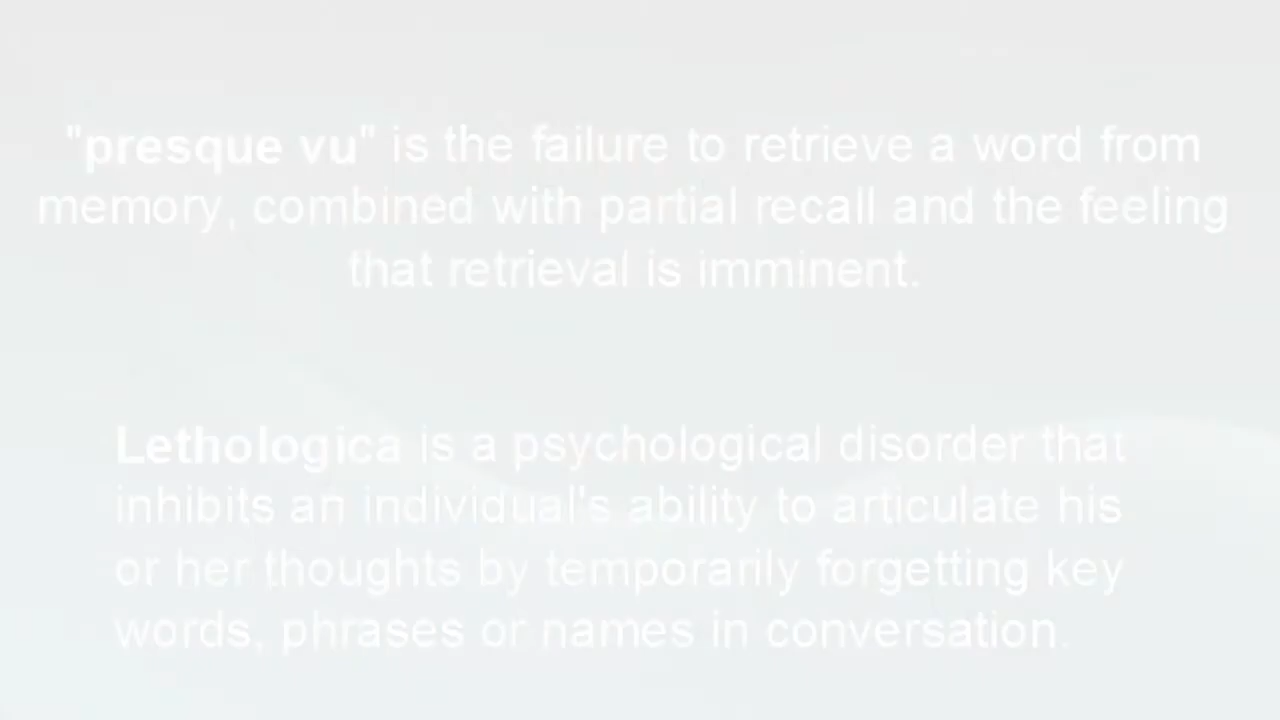 "presque vu" is the failure to retrieve a word from
memory, combined with partial recall and the feeling
that retrieval is imminent.
Lethologica is a psychological disorder that
inhibits an individual's ability to articulate his
or her thoughts by temporarily forgetting key
words, phrases or names in conversation.